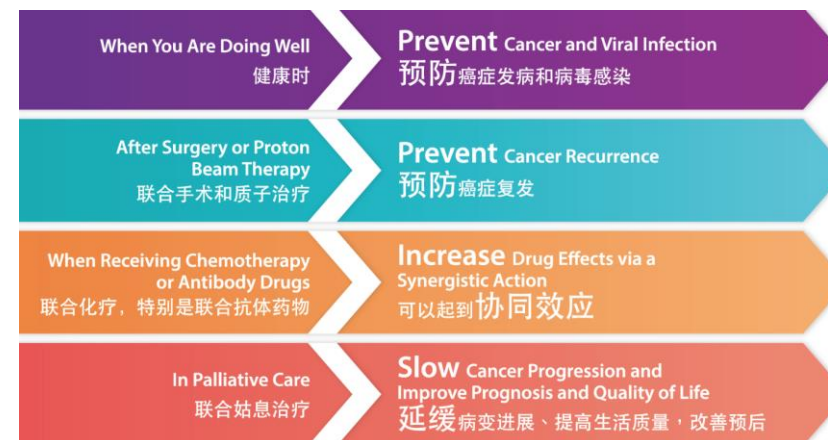 When You Are Doing Well
健康时
Prevent Cancer and Viral Infection
预防癌症发病和病毒感染
After Surgery or Proton
Beam Therapy
联合手术和质子治疗
Prevent Cancer Recurrence
预防癌症复发
When Receiving Chemotherapy
or Antibody Drugs
联合化疗，特别是联合抗体药物
Increase Drug Effects via a
Synergistic Action
可以起到协同效应
In Palliative Care
联合姑息治疗
Slow Cancer Progression and
Improve Prognosis and Quality of Life
延缓病变进展、提高生活质量，改善预后